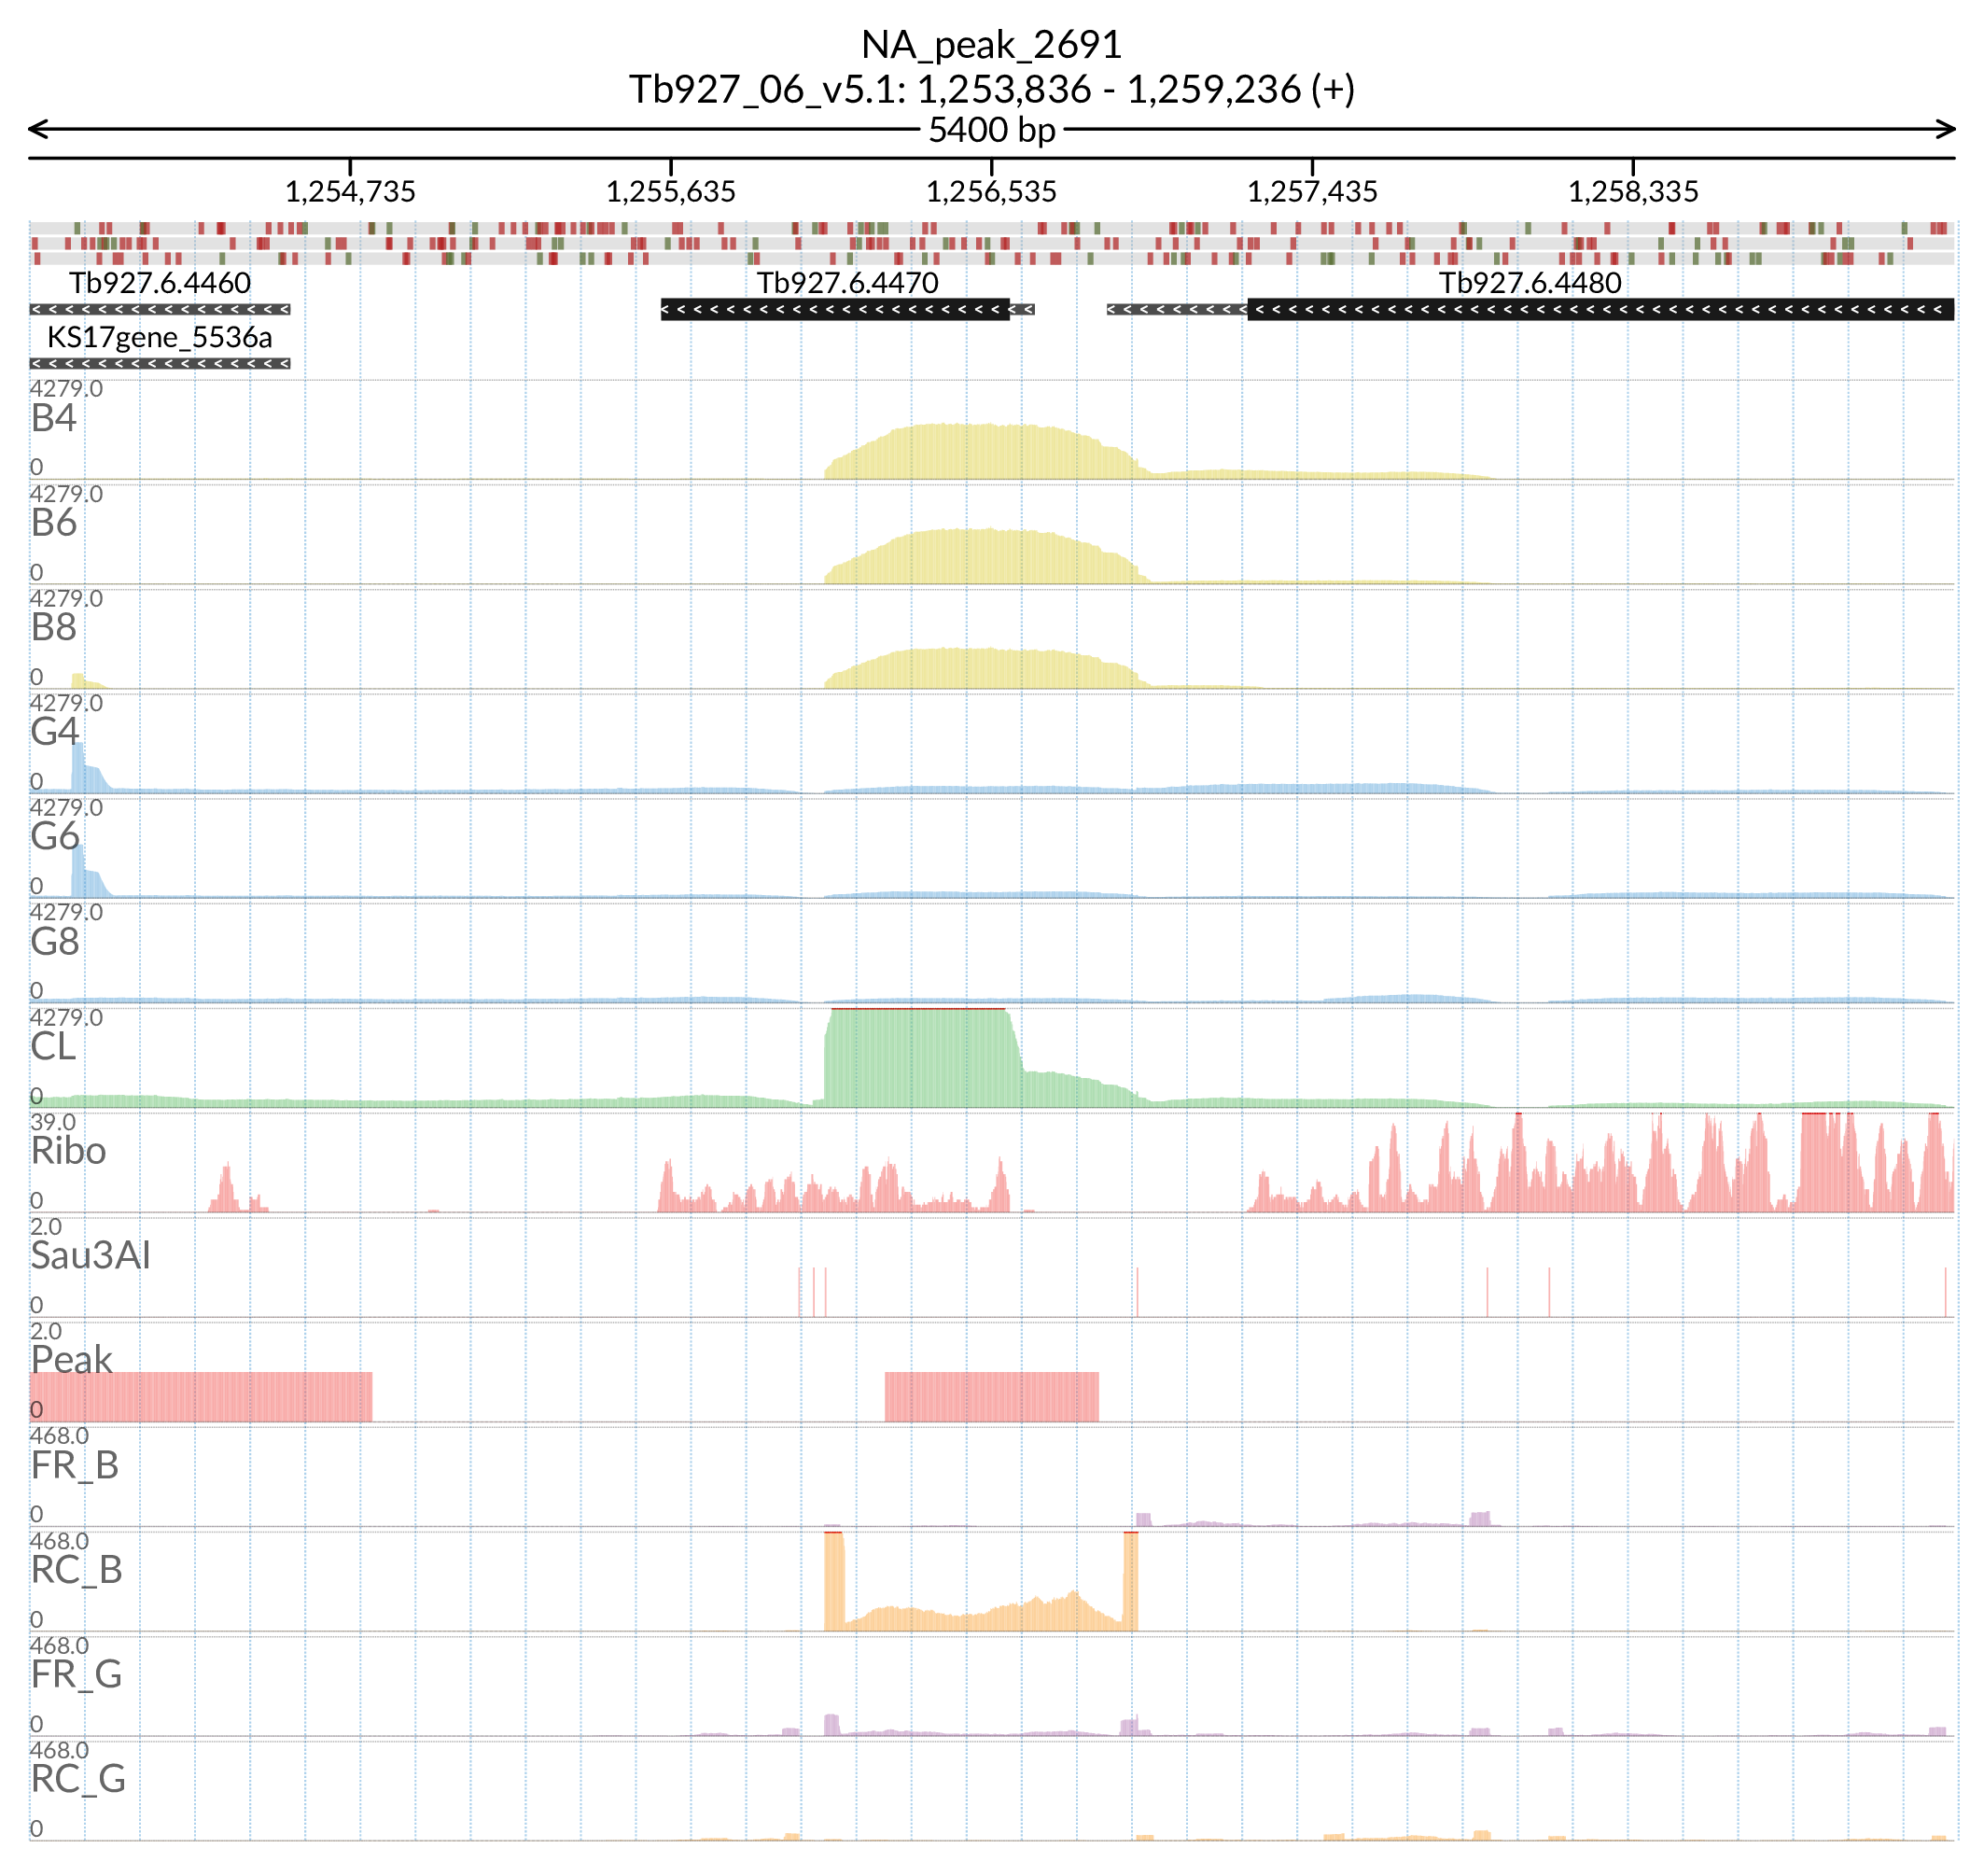 NA_peak_2691
Tb927_06_v5.1: 1,253,836 - 1,259,236 (+)
5400 bp
1,254,735 1,255,635 1,256,535 1,257,435 1,258,335
Tb927.6.4460 Tb927.6.4470 Tb927.6.4480
KS17gene_5536a
4279.0
B4
0
4279.0
B6
0
4279.0
B8
0
4279.0
G4
0
4279.0
G6
0
4279.0
G8
0
4279.0
CL
0
39.0
Ribo
0
2.0
Sau3AI
0
2.0
Peak
0
468.0
FR_B
0
468.0
RC_B
0
468.0
FR_G
0
468.0
RC_G
0